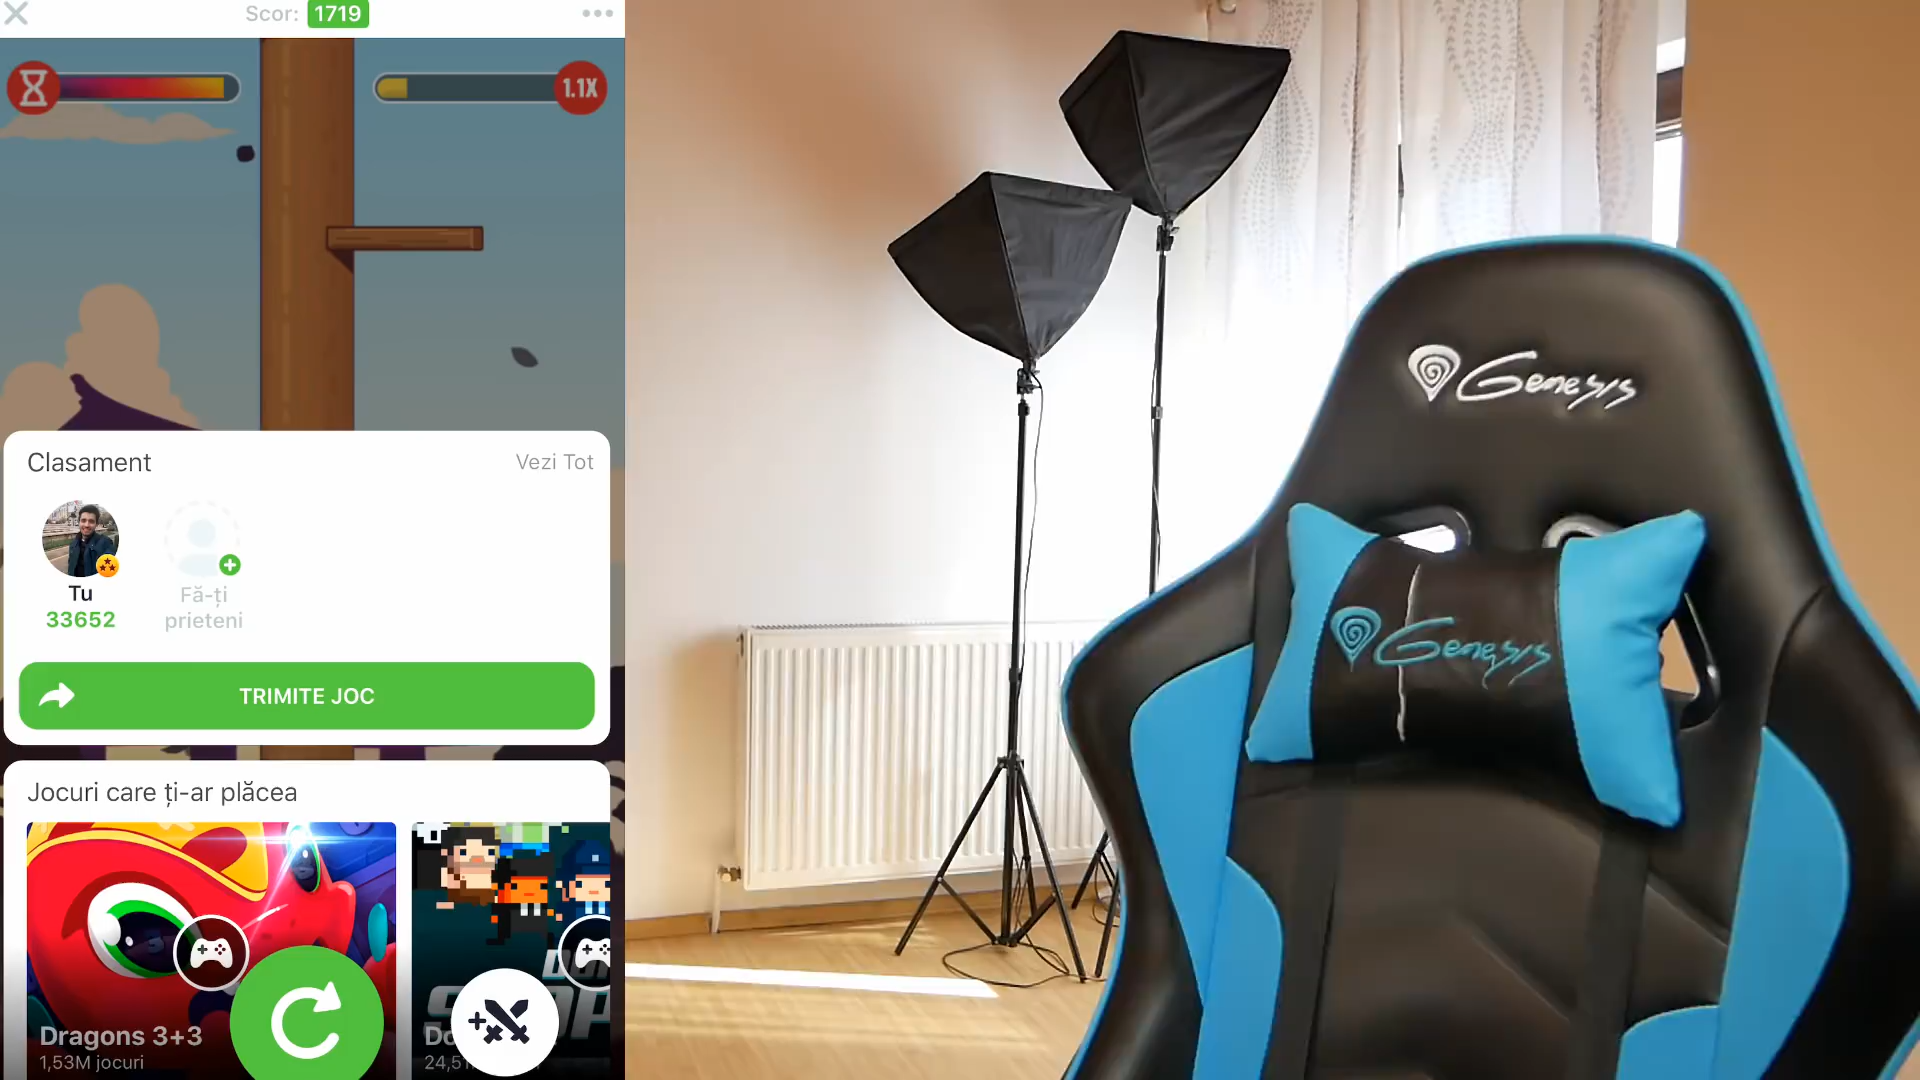 Scor: 1719
1.1X
Clasament
Vezi Tot
Tu
33652
Fă-ți
prieteni
TRIMITE JOC
Jocuri care ți-ar plăcea
Dragons 3+3
1,53M jocuri
Genesis
Genesis